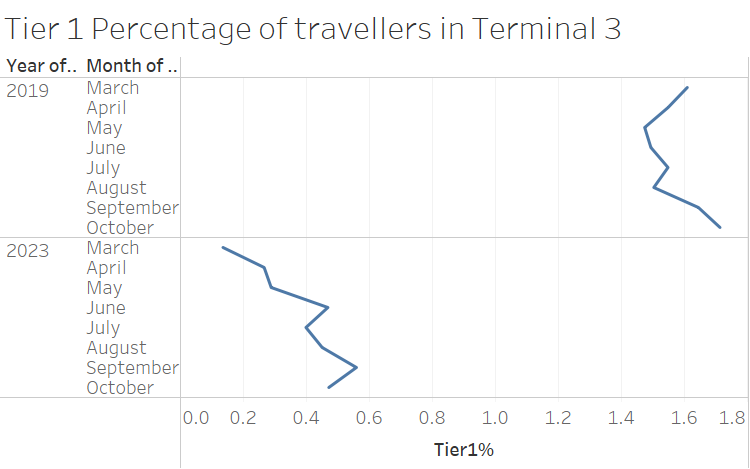 Tier 1 Percentage of travellers in Terminal 3
Year of.. Month of ..
2019 March
April
May
June
July
August
September
October
2023 March
April
May
June
July
August
September
October
0.0 0.2 0.4 0.6 0.8 1.0 1.2 1.4 1.6 1.8
Tier1%